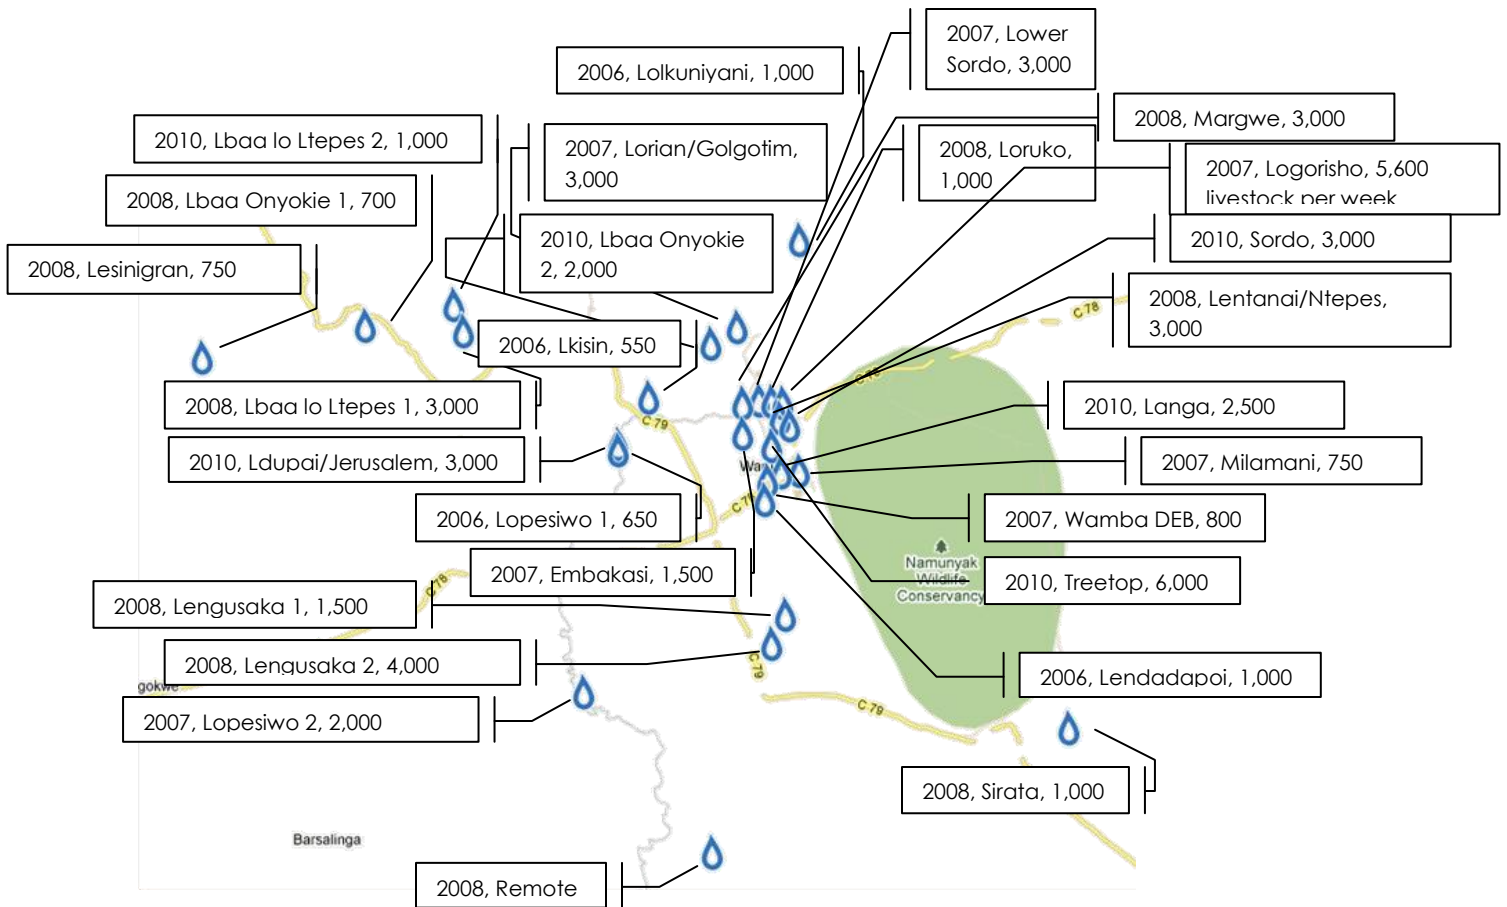 2007, Lower
Sordo, 3,000
2006, Lolkuniyani, 1,000
2008, Margwe, 3,000
2010, Lbaa lo Ltepes 2, 1,000
2007, Lorian/Golgotim,
3,000
2008, Loruko,
1,000
2007, Logorisho, 5,600
livestock per week
2008, Lbaa Onyokie 1, 700
2010, Lbaa Onyokie
2, 2,000
2010, Sordo, 3,000
2008, Lesinigran, 750
2008, Lentanai/Ntepes,
3,000
C 78
2006, Lkisin, 550
C 78
2008, Lbaa lo Ltepes 1, 3,000
2010, Langa, 2,500
C 79
2010, Ldupai/Jerusalem, 3,000
2007, Milamani, 750
2006, Lopesiwo 1, 650
C 78
2007, Wamba DEB, 800
2007, Embakasi, 1,500
Namunyak
Wildlife
Conservancy
2010, Treetop, 6,000
C 78
2008, Lengusaka 1, 1,500
2008, Lengusaka 2, 4,000
C 79
2006, Lendadapoi, 1,000
gokwe
2007, Lopesiwo 2, 2,000
C 79
2008, Sirata, 1,000
Barsalinga
2008, Remote